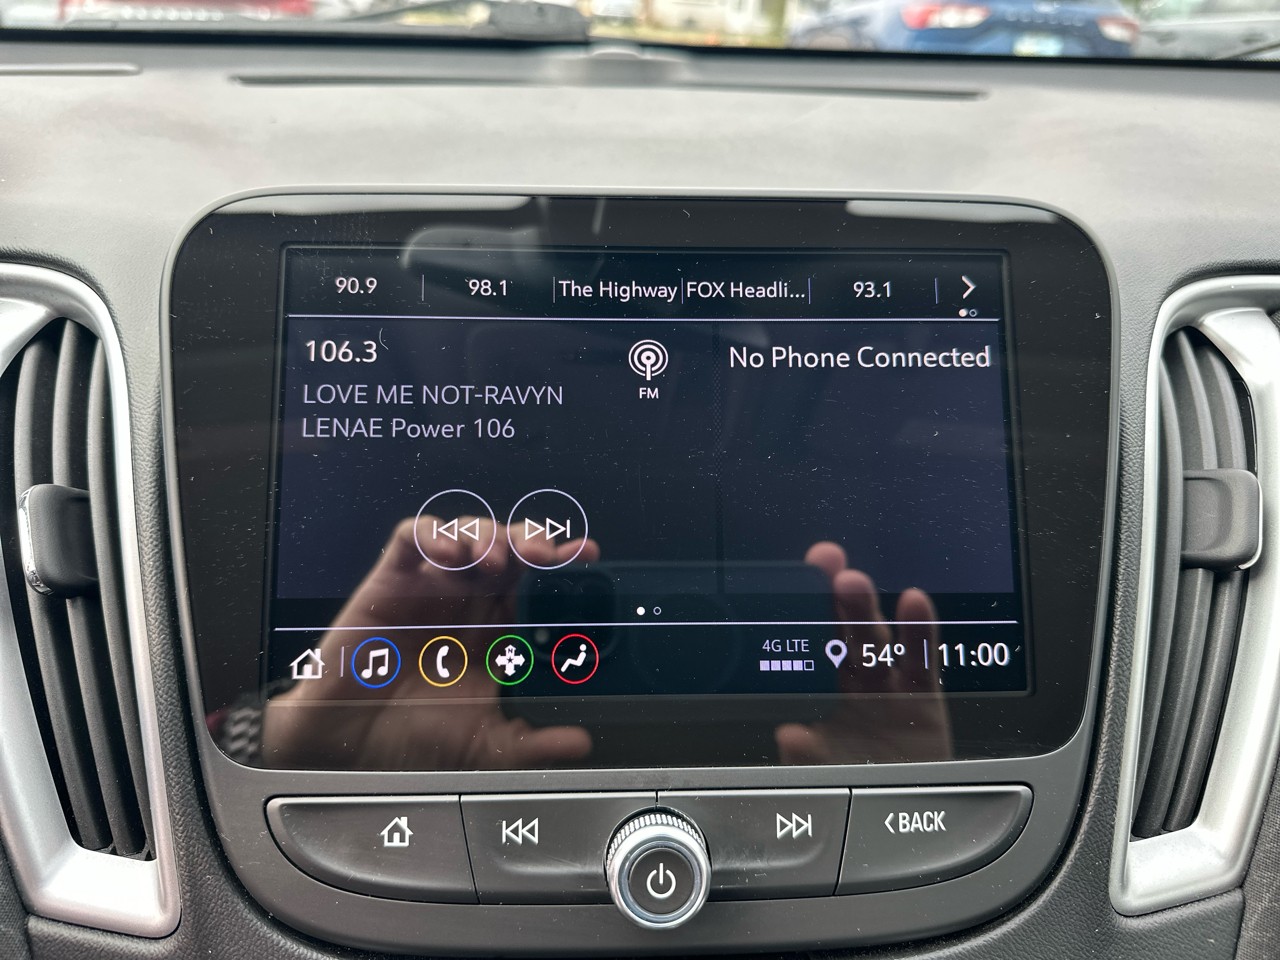 90.9 98.1 The Highway FOX Headli... 93.1
106.3 No Phone Connected
FM
LOVE ME NOT-RAVYN
LENAE Power 106
4G LTE 54° 11:00
BACK